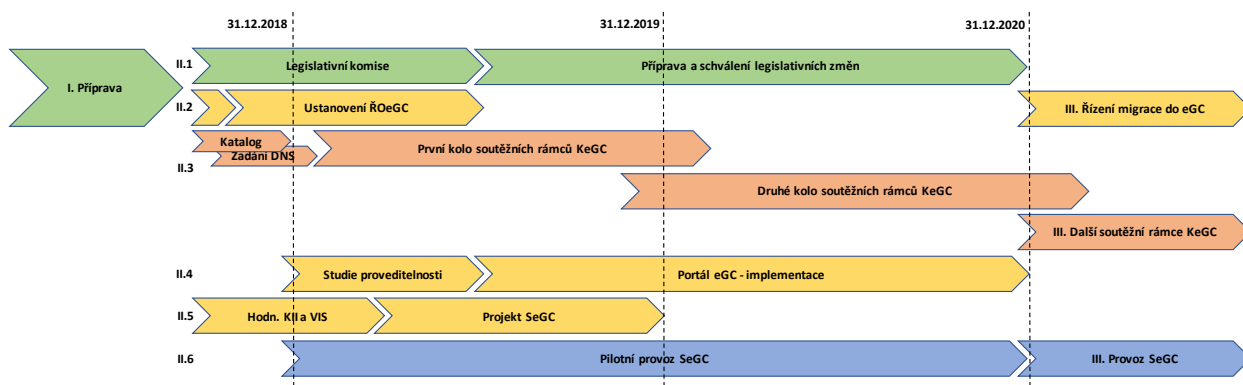 31.12.2018
31.12.2019
31.12.2020
I. Příprava
II.1
Legislativní komise
Příprava a schválení legislativních změn
II.2
Ustanovení ŘOeGC
III. Řízení migrace do eGC
II.3
Katalog
Zadání DNS
První kolo soutěžních rámců KeGC
Druhé kolo soutěžních rámců KeGC
III. Další soutěžní rámce KeGC
II.4
Studie proveditelnosti
Portál eGC - implementace
II.5
Hodn. KII a VIS
Projekt SeGC
II.6
Pilotní provoz SeGC
III. Provoz SeGC